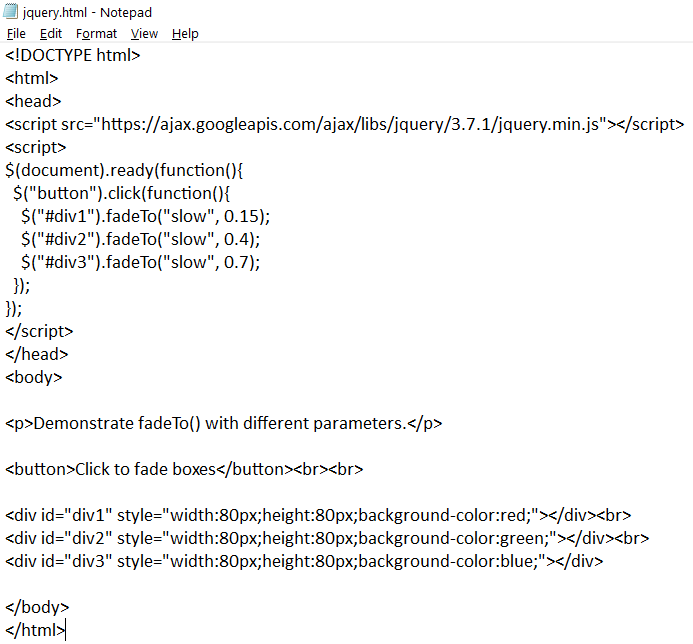 jquery.html - Notepad
File Edit Format View Help
<!DOCTYPE html>
<html>
<head>
<script src="https://ajax.googleapis.com/ajax/libs/jquery/3.7.1/jquery.min.js"></script>
<script>
$(document).ready(function(){
  $("button").click(function(){
    $("#div1").fadeTo("slow", 0.15);
    $("#div2").fadeTo("slow", 0.4);
    $("#div3").fadeTo("slow", 0.7);
  });
});
</script>
</head>
<body>

<p>Demonstrate fadeTo() with different parameters.</p>

<button>Click to fade boxes</button><br><br>

<div id="div1" style="width:80px;height:80px;background-color:red;"></div><br>
<div id="div2" style="width:80px;height:80px;background-color:green;"></div><br>
<div id="div3" style="width:80px;height:80px;background-color:blue;"></div>

</body>
</html>